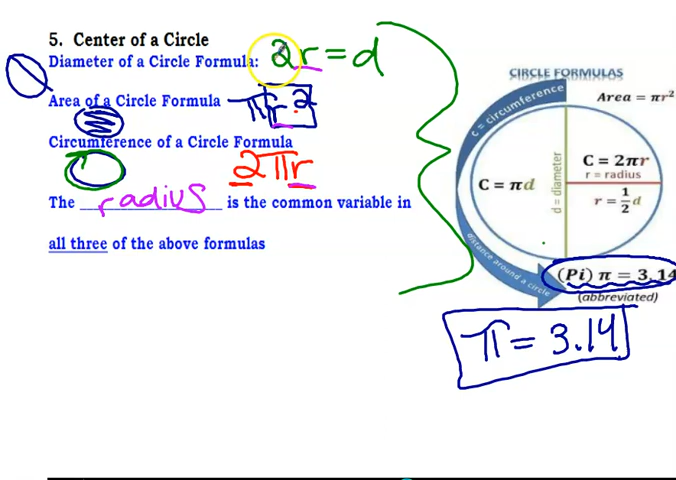 5. Center of a Circle
Diameter of a Circle Formula: 2r = d
Area of a Circle Formula πr²
Circumference of a Circle Formula
2πr
The radius is the common variable in
all three of the above formulas
CIRCLE FORMULAS
c = circumference
Area = πr²
C = 2πr
r = radius
C = πd
d = diameter
r = 1/2 d
distance around a circle
(Pi) π = 3.14
(abbreviated)
π = 3.14